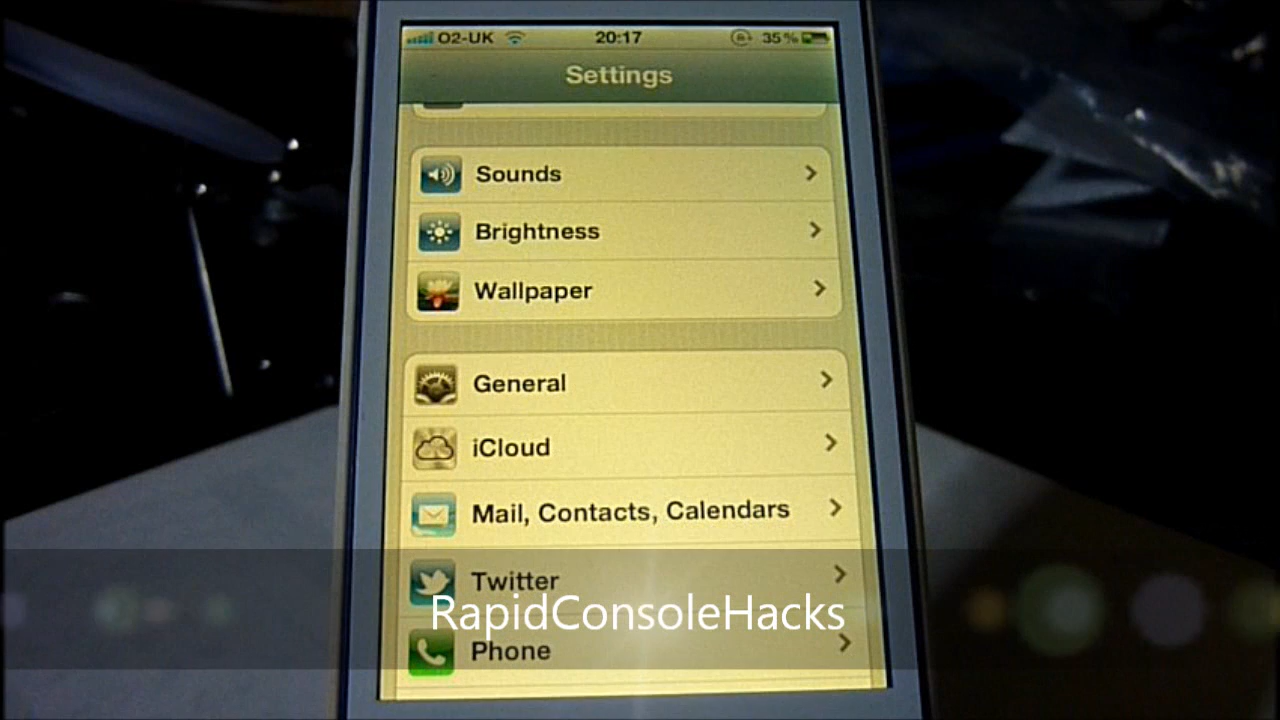 O2-UK 20:17 35%
Settings
Sounds
Brightness
Wallpaper
General
iCloud
Mail, Contacts, Calendars
Twitter
RapidConsoleHacks
Phone